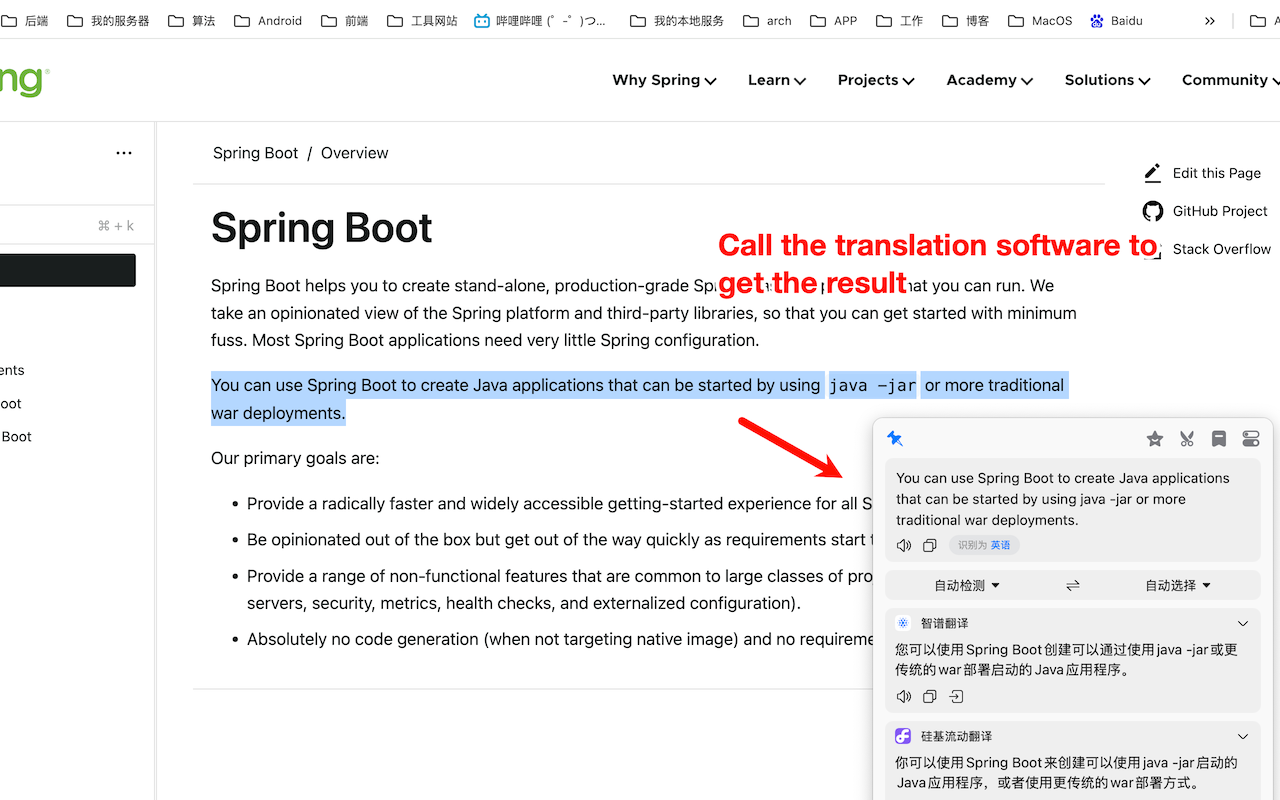 后端 我的服务器 算法 Android 前端 工具网站 哔哩哔哩 (゜-゜)つ... 我的本地服务 arch APP 工作 博客 MacOS Baidu »
ng
Why Spring Learn Projects Academy Solutions Community
...
⌘ + k
ents
oot
Boot
Spring Boot / Overview
Edit this Page
GitHub Project
Stack Overflow
Spring Boot
Call the translation software to
get the result
Spring Boot helps you to create stand-alone, production-grade that you can run. We
take an opinionated view of the Spring platform and third-party libraries, so that you can get started with minimum
fuss. Most Spring Boot applications need very little Spring configuration.
You can use Spring Boot to create Java applications that can be started by using java -jar or more traditional
war deployments.
Our primary goals are:
• Provide a radically faster and widely accessible getting-started experience for all S
• Be opinionated out of the box but get out of the way quickly as requirements start
• Provide a range of non-functional features that are common to large classes of pro
servers, security, metrics, health checks, and externalized configuration).
• Absolutely no code generation (when not targeting native image) and no requireme
You can use Spring Boot to create Java applications
that can be started by using java -jar or more
traditional war deployments.
识别为 英语
自动检测 ⇌ 自动选择
智谱翻译
您可以使用Spring Boot创建可以通过使用java -jar或更
传统的war部署启动的Java应用程序。
硅基流动翻译
你可以使用Spring Boot来创建可以使用java -jar启动的
Java应用程序，或者使用更传统的war部署方式。